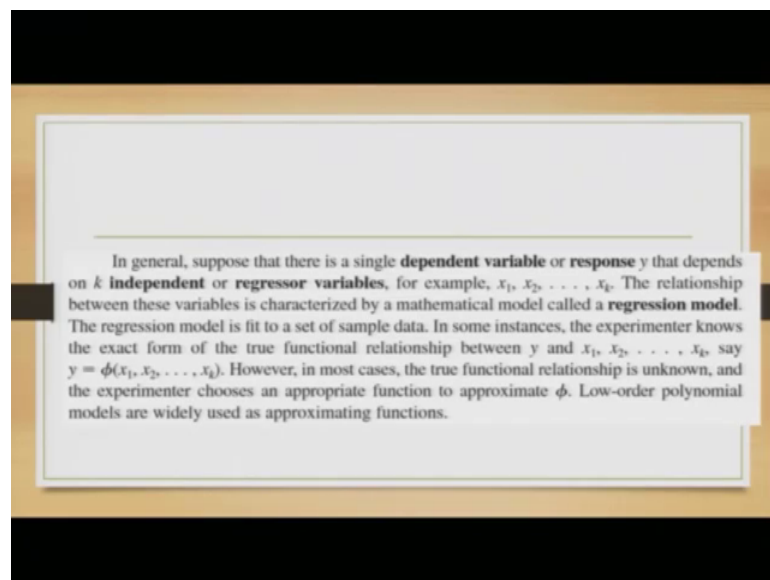 In general, suppose that there is a single dependent variable or response y that depends
on k independent or regressor variables, for example, x₁, x₂, . . . , xₖ. The relationship
between these variables is characterized by a mathematical model called a regression model.
The regression model is fit to a set of sample data. In some instances, the experimenter knows
the exact form of the true functional relationship between y and x₁, x₂, . . . , xₖ, say
y = ϕ(x₁, x₂, . . . , xₖ). However, in most cases, the true functional relationship is unknown, and
the experimenter chooses an appropriate function to approximate ϕ. Low-order polynomial
models are widely used as approximating functions.